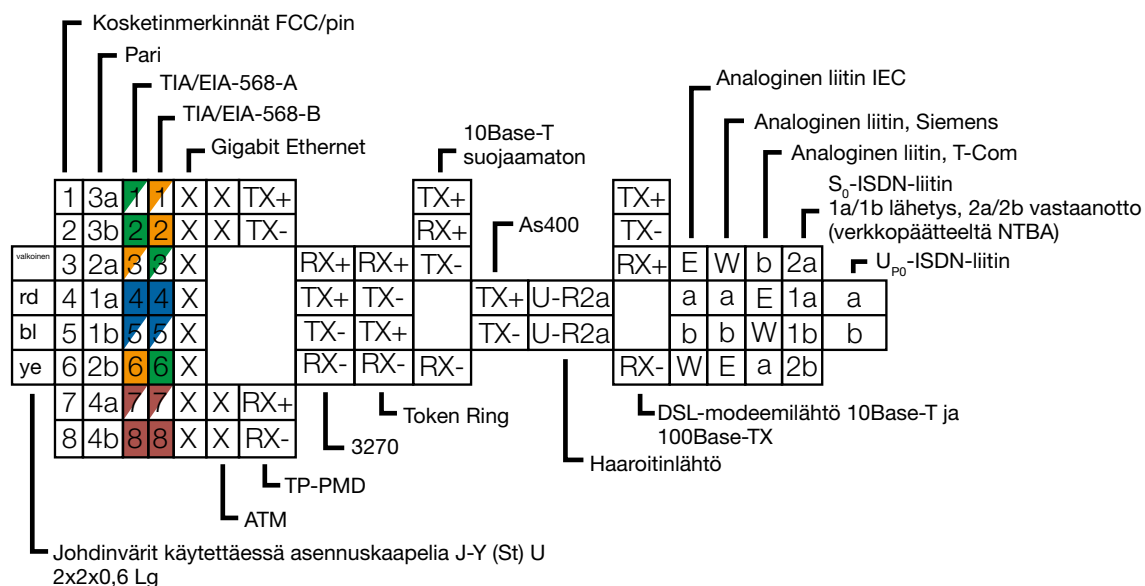 Kosketinmerkinnät FCC/pin
Pari
TIA/EIA-568-A
TIA/EIA-568-B
Gigabit Ethernet
10Base-T
suojaamaton
As400
Analoginen liitin IEC
Analoginen liitin, Siemens
Analoginen liitin, T-Com
S0-ISDN-liitin
1a/1b lähetys, 2a/2b vastaanotto
(verkkopäätteeltä NTBA)
UP0-ISDN-liitin
1 3a 1 1 X X TX+ TX+ TX+
2 3b 2 2 X X TX- RX+ TX-
valkoinen 3 2a 3 3 X RX+ RX+ TX- RX+ E W b 2a
rd 4 1a 4 4 X TX+ TX- TX+ U-R2a a a E 1a a
bl 5 1b 5 5 X TX- TX+ TX- U-R2a b b W 1b b
ye 6 2b 6 6 X RX- RX- RX- RX- W E a 2b
7 4a 7 7 X X RX+
8 4b 8 8 X X RX-
Token Ring
3270
TP-PMD
ATM
DSL-modeemilähtö 10Base-T ja
100Base-TX
Haaroitinlähtö
Johdinvärit käytettäessä asennuskaapelia J-Y (St) U
2x2x0,6 Lg